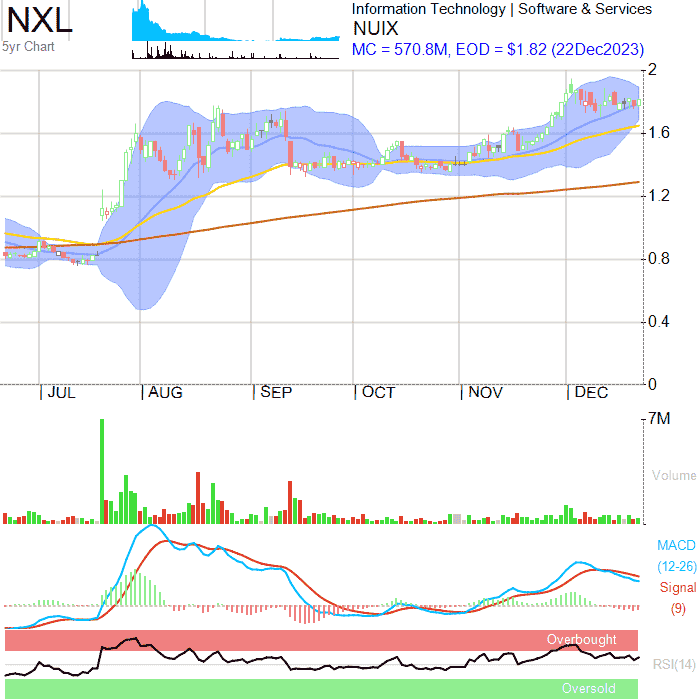 NXL
5yr Chart
Information Technology | Software & Services
NUIX
MC = 570.8M, EOD = $1.82 (22Dec2023)
2
1.6
1.2
0.8
0.4
0
| JUL | AUG | SEP | OCT | NOV | DEC
7M
Volume
MACD
(12-26)
Signal
(9)
Overbought
RSI(14)
Oversold